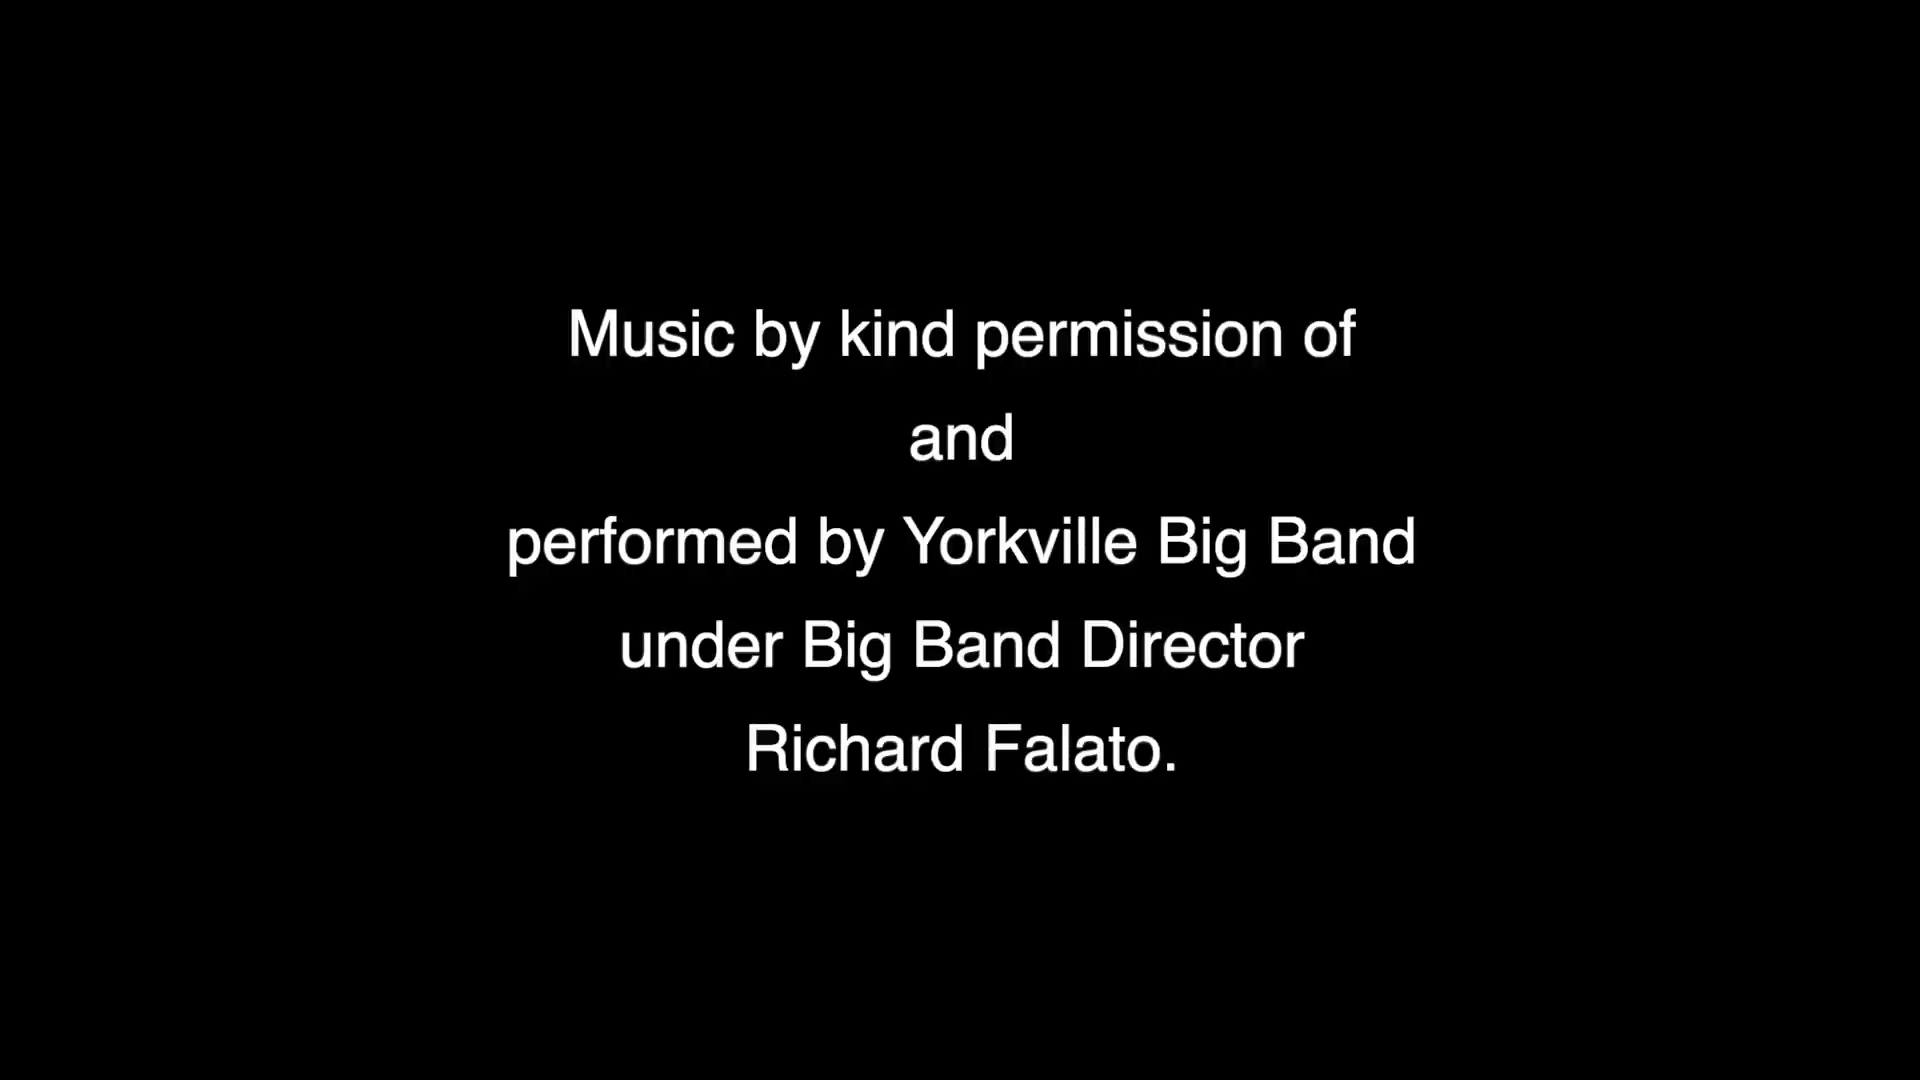 Music by kind permission of
and
performed by Yorkville Big Band
under Big Band Director
Richard Falato.